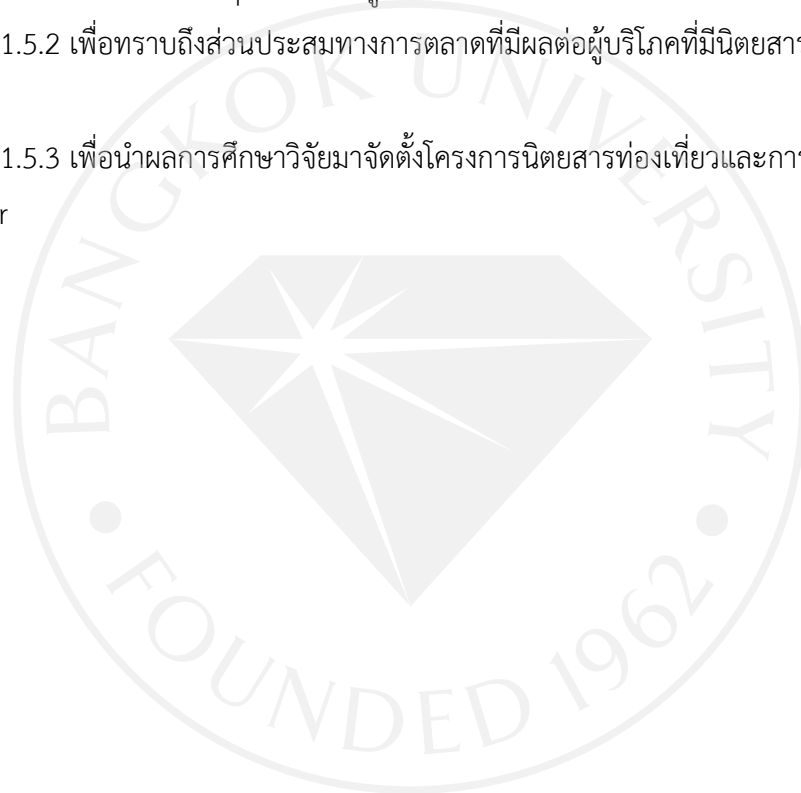 1.5.2 เพื่อทราบถึงส่วนประสมทางการตลาดที่มีผลต่อผู้บริโภคที่มีนิตยสาร
1.5.3 เพื่อนำผลการศึกษาวิจัยมาจัดตั้งโครงการนิตยสารท่องเที่ยวและการ
r
BANGKOK UNIVERSITY
FOUNDED 1962